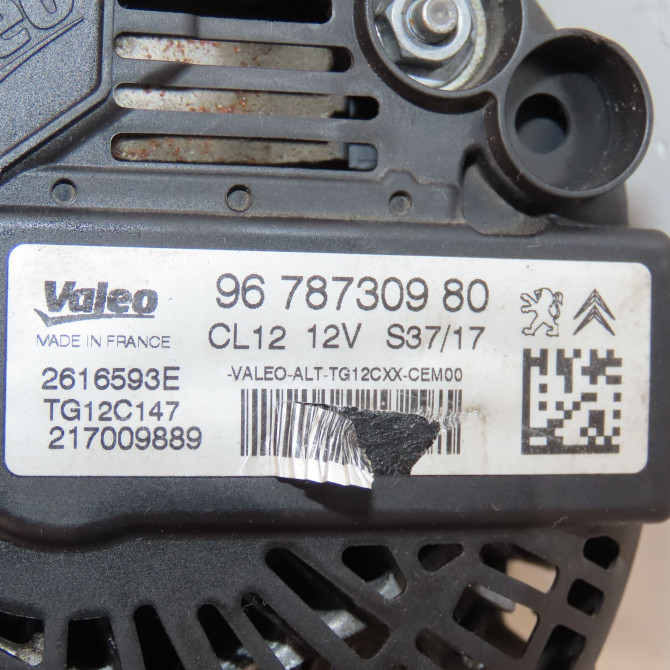 Valeo
96 787309 80
MADE IN FRANCE
CL12 12V S37/17
2616593E
-VALEO-ALT-TG12CXX-CEM00
TG12C147
217009889